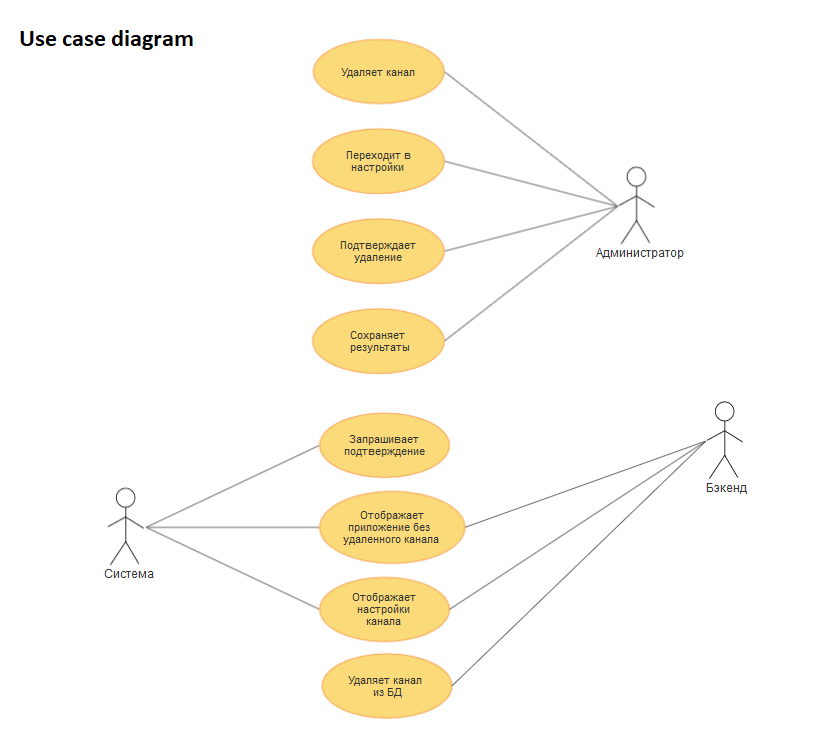 Use case diagram
Удаляет канал
Переходит в
настройки
Подтверждает
удаление
Сохраняет
результаты
Администратор
Запрашивает
подтверждение
Отображает
приложение без
удаленного канала
Отображает
настройки
канала
Удаляет канал
из БД
Система
Бэкенд